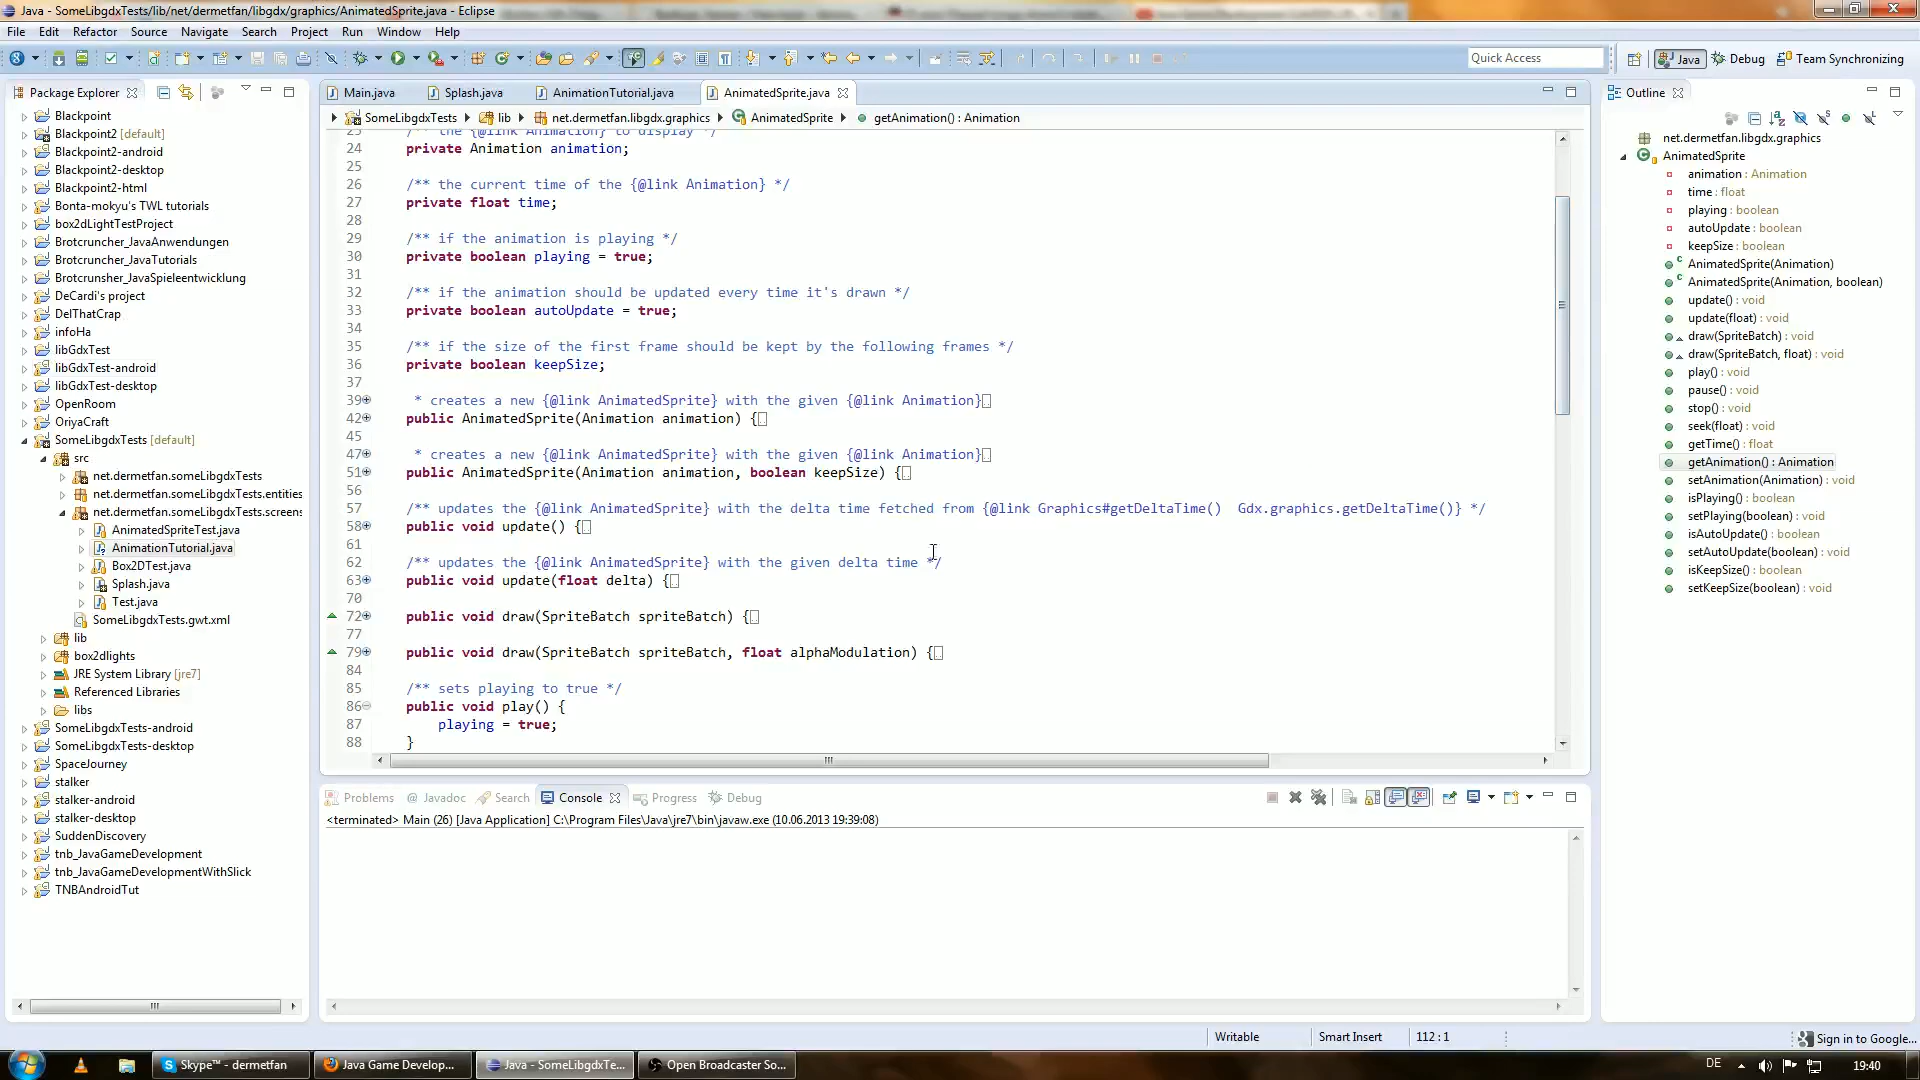 Java - SomeLibgdxTests/lib/net/dermetfan/libgdx/graphics/AnimatedSprite.java - Eclipse
File Edit Refactor Source Navigate Search Project Run Window Help
Quick Access
Java Debug Team Synchronizing
Package Explorer
Blackpoint
Blackpoint2 [default]
Blackpoint2-android
Blackpoint2-desktop
Blackpoint2-html
Bonta-mokyu's TWL tutorials
box2dLightTestProject
Brotcruncher_JavaAnwendungen
Brotcruncher_JavaTutorials
Brotcrunsher_JavaSpieleentwicklung
DeCardi's project
DelThatCrap
infoHa
libGdxTest
libGdxTest-android
libGdxTest-desktop
OpenRoom
OriyaCraft
SomeLibgdxTests [default]
src
net.dermetfan.someLibgdxTests
net.dermetfan.someLibgdxTests.entities
net.dermetfan.someLibgdxTests.screens
AnimatedSpriteTest.java
AnimationTutorial.java
Box2DTest.java
Splash.java
Test.java
SomeLibgdxTests.gwt.xml
lib
box2dlights
JRE System Library [jre7]
Referenced Libraries
libs
SomeLibgdxTests-android
SomeLibgdxTests-desktop
SpaceJourney
stalker
stalker-android
stalker-desktop
SuddenDiscovery
tnb_JavaGameDevelopment
tnb_JavaGameDevelopmentWithSlick
TNBAndroidTut
Main.java Splash.java AnimationTutorial.java AnimatedSprite.java
SomeLibgdxTests lib net.dermetfan.libgdx.graphics AnimatedSprite getAnimation() : Animation
23 /** the {@link Animation} to display */
24 private Animation animation;
25
26 /** the current time of the {@link Animation} */
27 private float time;
28
29 /** if the animation is playing */
30 private boolean playing = true;
31
32 /** if the animation should be updated every time it's drawn */
33 private boolean autoUpdate = true;
34
35 /** if the size of the first frame should be kept by the following frames */
36 private boolean keepSize;
37
39 * creates a new {@link AnimatedSprite} with the given {@link Animation}
42 public AnimatedSprite(Animation animation) {
45
47 * creates a new {@link AnimatedSprite} with the given {@link Animation}
51 public AnimatedSprite(Animation animation, boolean keepSize) {
56
57 /** updates the {@link AnimatedSprite} with the delta time fetched from {@link Graphics#getDeltaTime() Gdx.graphics.getDeltaTime()} */
58 public void update() {
61
62 /** updates the {@link AnimatedSprite} with the given delta time */
63 public void update(float delta) {
70
72 public void draw(SpriteBatch spriteBatch) {
77
79 public void draw(SpriteBatch spriteBatch, float alphaModulation) {
84
85 /** sets playing to true */
86 public void play() {
87 playing = true;
88 }
Problems @ Javadoc Search Console Progress Debug
<terminated> Main (26) [Java Application] C:\Program Files\Java\jre7\bin\javaw.exe (10.06.2013 19:39:08)
Outline
net.dermetfan.libgdx.graphics
AnimatedSprite
animation : Animation
time : float
playing : boolean
autoUpdate : boolean
keepSize : boolean
AnimatedSprite(Animation)
AnimatedSprite(Animation, boolean)
update() : void
update(float) : void
draw(SpriteBatch) : void
draw(SpriteBatch, float) : void
play() : void
pause() : void
stop() : void
seek(float) : void
getTime() : float
getAnimation() : Animation
setAnimation(Animation) : void
isPlaying() : boolean
setPlaying(boolean) : void
isAutoUpdate() : boolean
setAutoUpdate(boolean) : void
isKeepSize() : boolean
setKeepSize(boolean) : void
Writable Smart Insert 112 : 1
Sign in to Google...
Skype™ - dermetfan
Java Game Develop...
Java - SomeLibgdxTe...
Open Broadcaster So...
DE 19:40